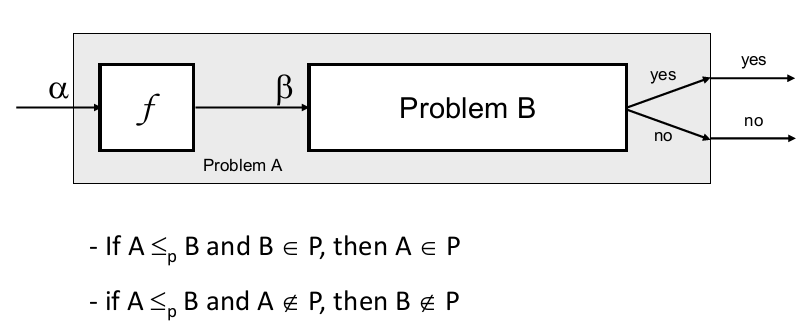 α
f
β
Problem B
yes
no
yes
no
Problem A
- If A ≤p B and B ∈ P, then A ∈ P
- if A ≤p B and A ∉ P, then B ∉ P